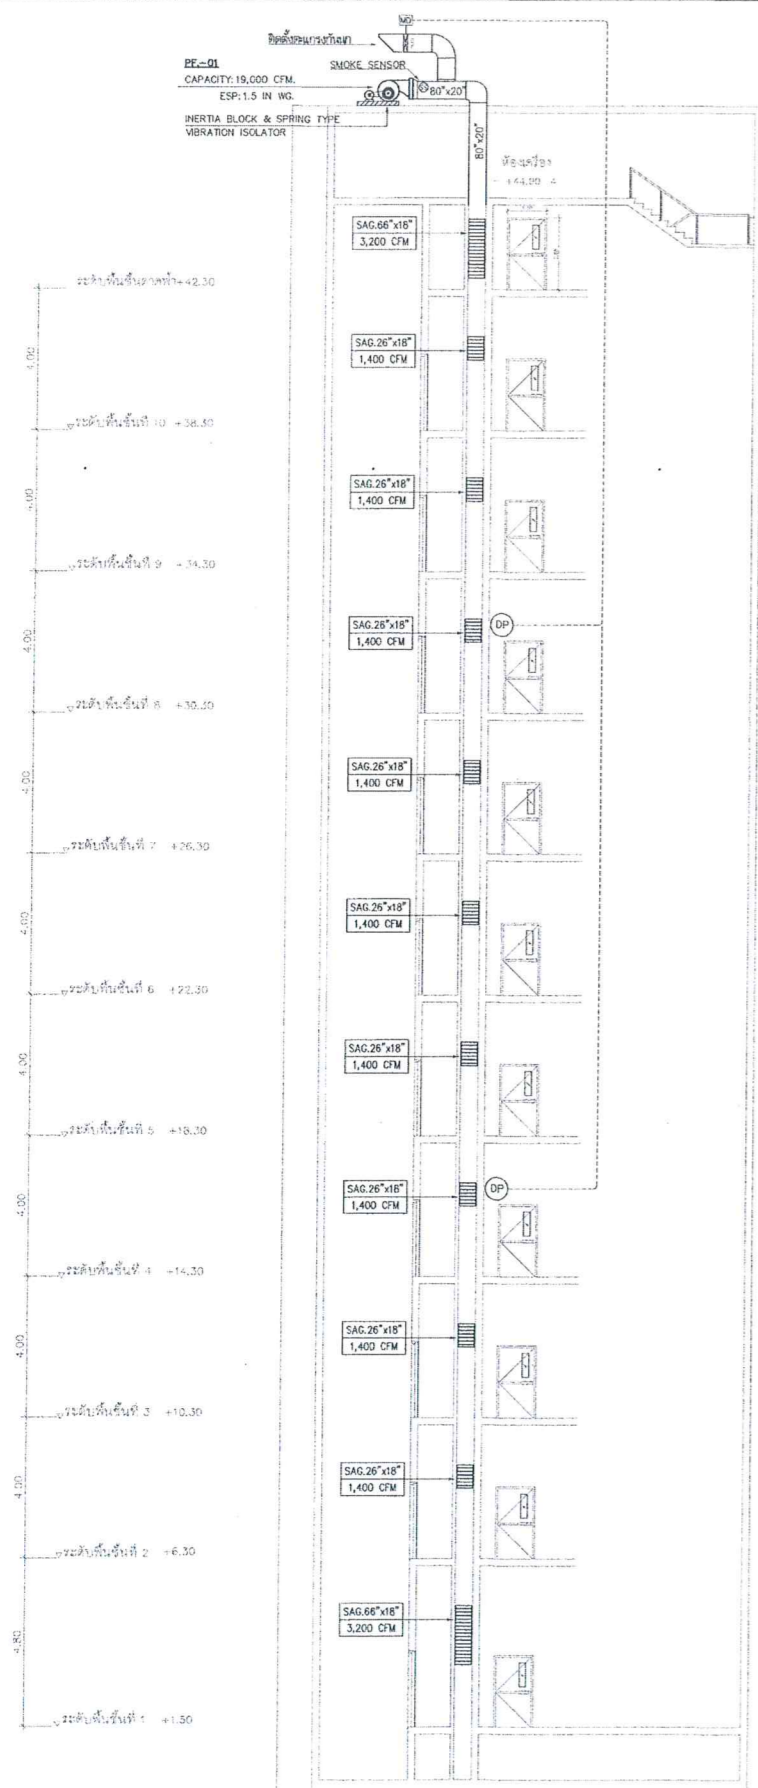 MD
ติดตั้งตะแกรงกันนก
PF.-01
SMOKE SENSOR
CAPACITY: 19,000 CFM.
80"x20"
ESP: 1.5 IN WG.
INERTIA BLOCK & SPRING TYPE
VIBRATION ISOLATOR
80"x20"
ห้องเครื่อง
SAG.66"x18"
3,200 CFM
ระดับพื้นชั้นดาดฟ้า +42.30
SAG.26"x18"
1,400 CFM
4.00
ระดับพื้นชั้นที่ 10 +38.30
SAG.26"x18"
1,400 CFM
4.00
ระดับพื้นชั้นที่ 9 +34.30
SAG.26"x18"
1,400 CFM
DP
4.00
ระดับพื้นชั้นที่ 8 +30.30
SAG.26"x18"
1,400 CFM
4.00
ระดับพื้นชั้นที่ 7 +26.30
SAG.26"x18"
1,400 CFM
4.00
ระดับพื้นชั้นที่ 6 +22.30
SAG.26"x18"
1,400 CFM
4.00
ระดับพื้นชั้นที่ 5 +18.30
SAG.26"x18"
1,400 CFM
DP
4.00
ระดับพื้นชั้นที่ 4 +14.30
SAG.26"x18"
1,400 CFM
4.00
ระดับพื้นชั้นที่ 3 +10.30
SAG.26"x18"
1,400 CFM
4.00
ระดับพื้นชั้นที่ 2 +6.30
SAG.66"x18"
3,200 CFM
4.80
ระดับพื้นชั้นที่ 1 +1.50